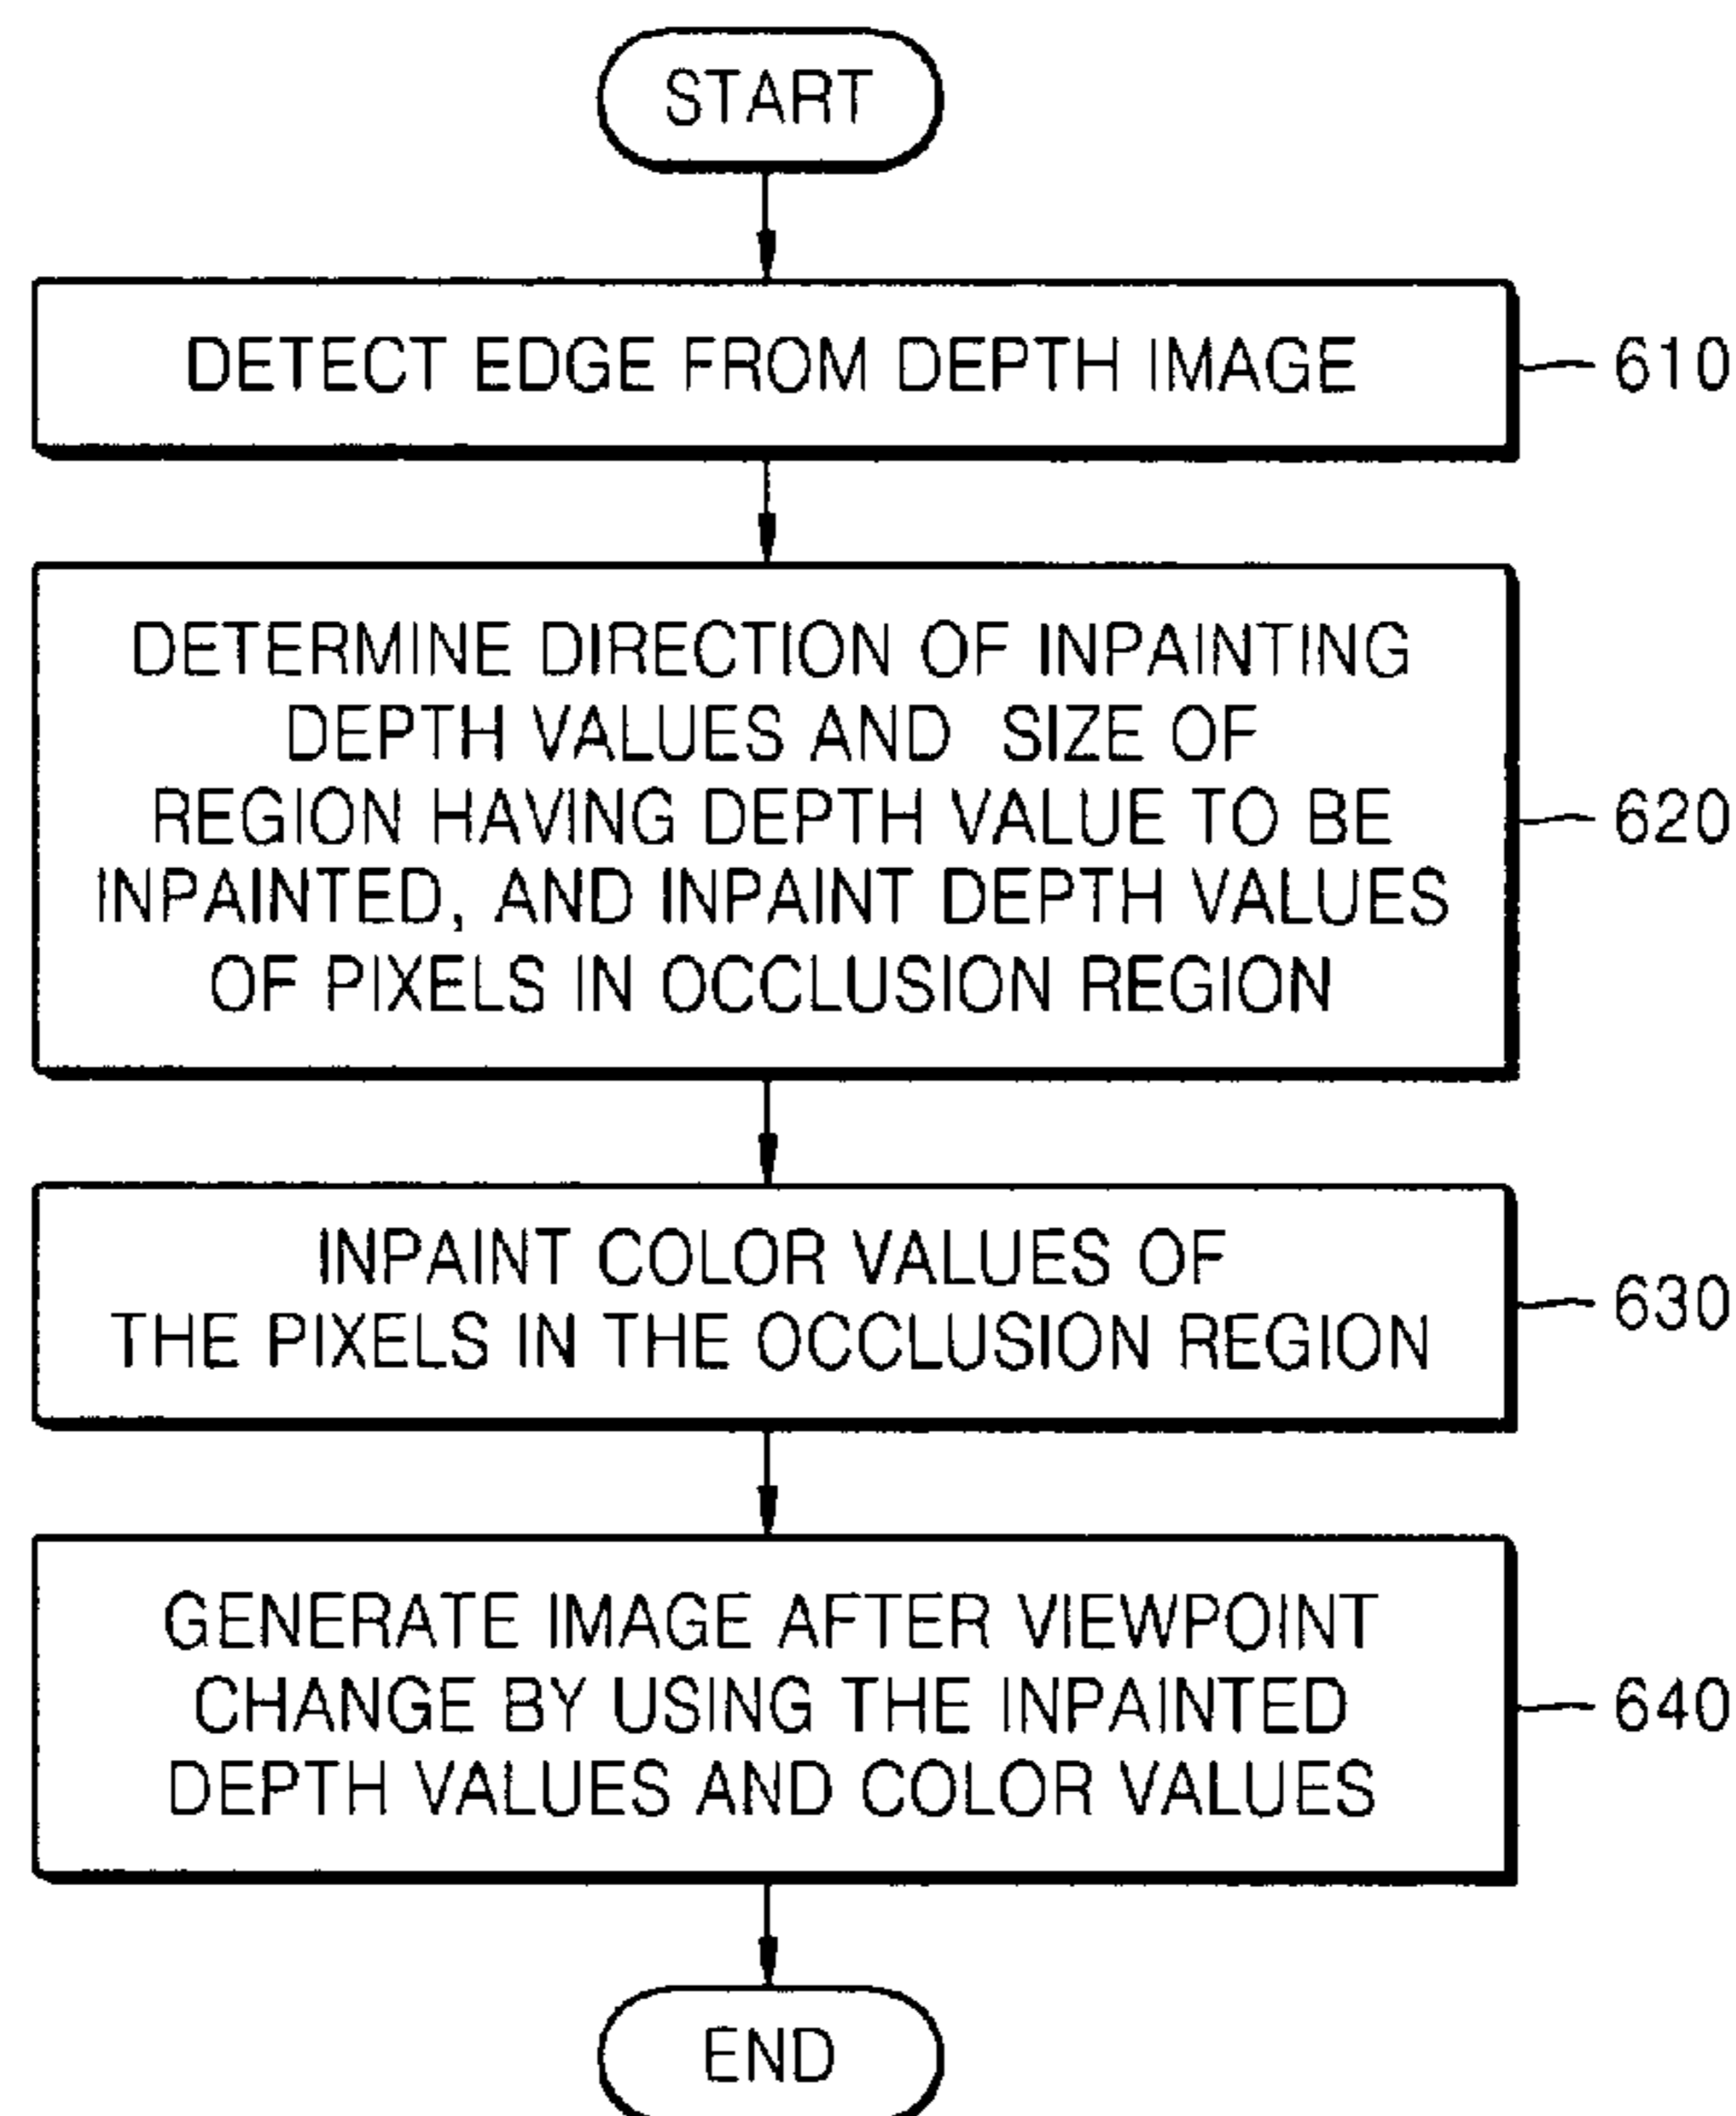 START
DETECT EDGE FROM DEPTH IMAGE
610
DETERMINE DIRECTION OF INPAINTING
DEPTH VALUES AND SIZE OF
REGION HAVING DEPTH VALUE TO BE
INPAINTED, AND INPAINT DEPTH VALUES
OF PIXELS IN OCCLUSION REGION
620
INPAINT COLOR VALUES OF
THE PIXELS IN THE OCCLUSION REGION
630
GENERATE IMAGE AFTER VIEWPOINT
CHANGE BY USING THE INPAINTED
DEPTH VALUES AND COLOR VALUES
640
END